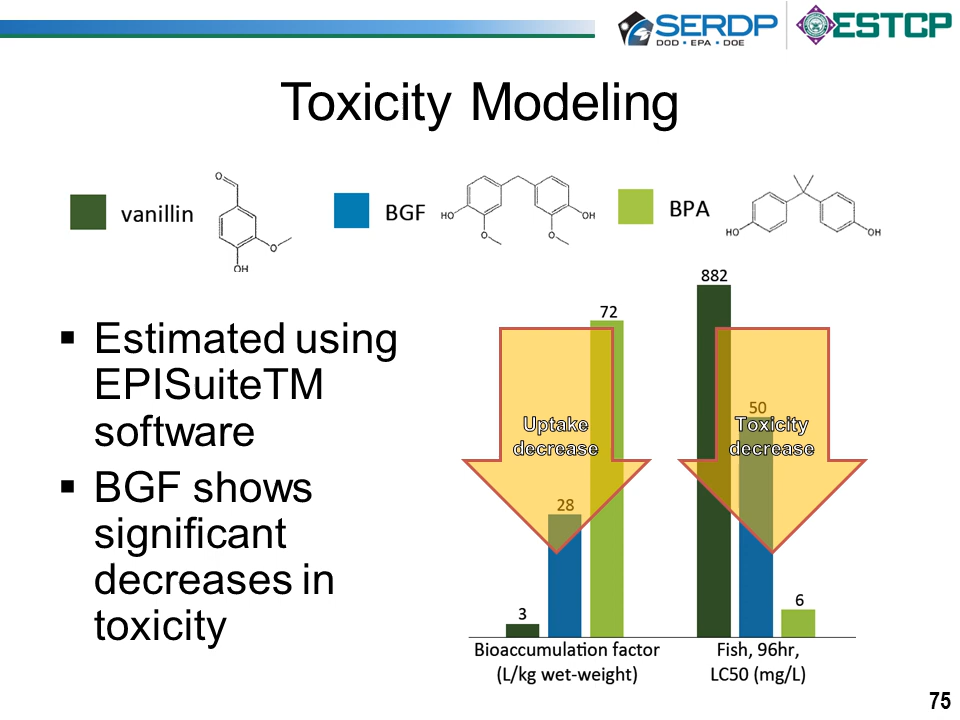 SERDP
DOD • EPA • DOE
ESTCP
Toxicity Modeling
vanillin
O
O
OH
BGF
HO
OH
O
O
BPA
HO
OH
▪ Estimated using
EPISuiteTM
software
▪ BGF shows
significant
decreases in
toxicity
882
72
50
Uptake
decrease
Toxicity
decrease
28
3
6
Bioaccumulation factor
(L/kg wet-weight)
Fish, 96hr,
LC50 (mg/L)
75